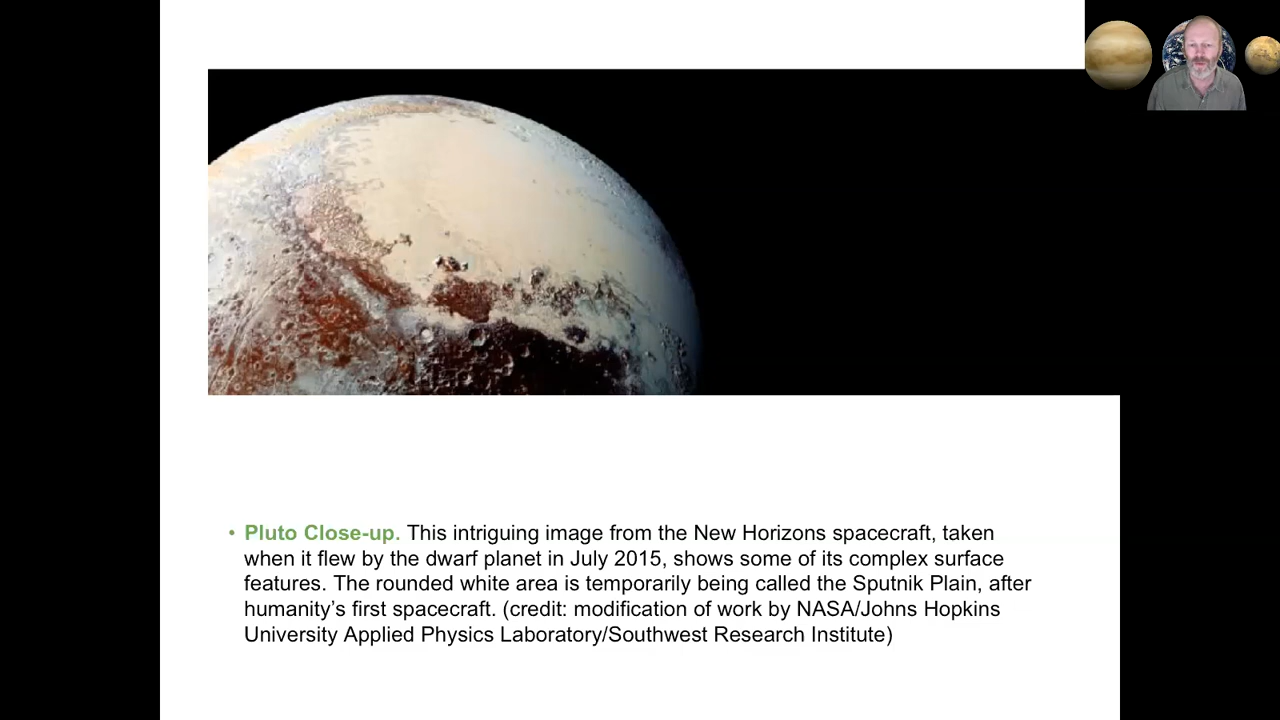 • Pluto Close-up. This intriguing image from the New Horizons spacecraft, taken
when it flew by the dwarf planet in July 2015, shows some of its complex surface
features. The rounded white area is temporarily being called the Sputnik Plain, after
humanity’s first spacecraft. (credit: modification of work by NASA/Johns Hopkins
University Applied Physics Laboratory/Southwest Research Institute)